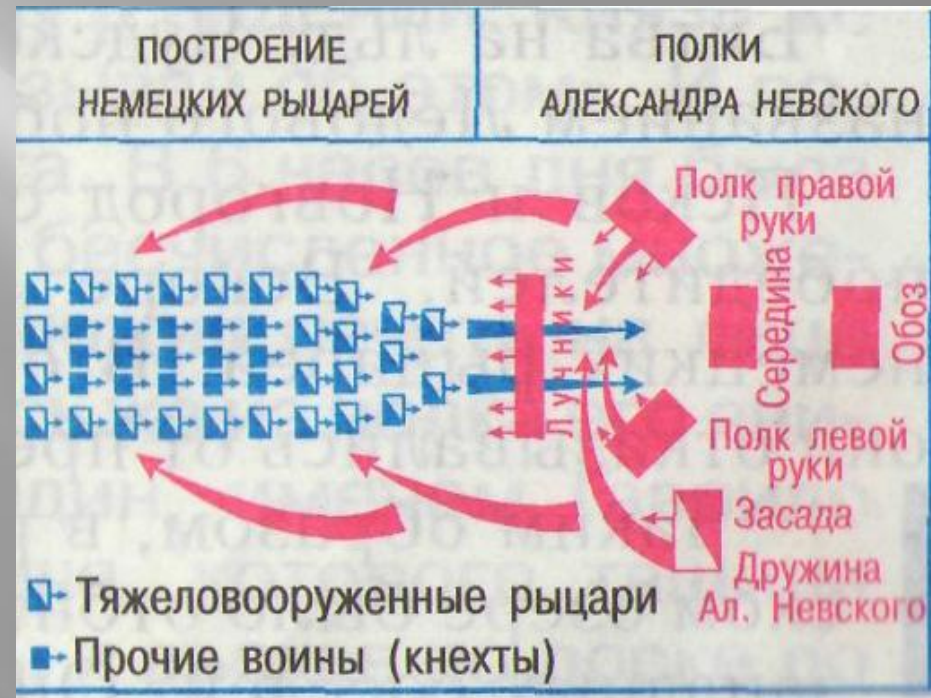 ПОСТРОЕНИЕ
НЕМЕЦКИХ РЫЦАРЕЙ
ПОЛКИ
АЛЕКСАНДРА НЕВСКОГО
Полк правой
руки
Лучники
Середина
Обоз
Полк левой
руки
Засада
Дружина
Ал. Невского
Тяжеловооруженные рыцари
Прочие воины (кнехты)